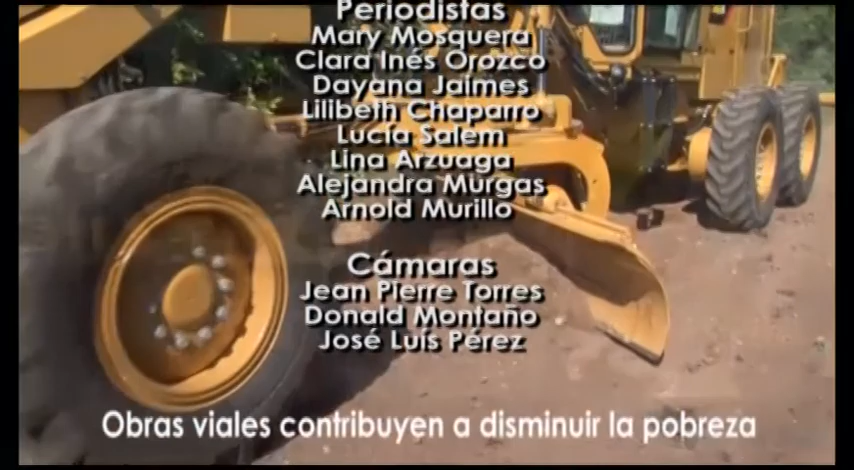 Periodistas
Mary Mosquera
Clara Inés Orozco
Dayana Jaimes
Lilibeth Chaparro
Lucía Salem
Lina Arzuaga
Alejandra Murgas
Arnold Murillo
Cámaras
Jean Pierre Torres
Donald Montaño
José Luís Pérez
Obras viales contribuyen a disminuir la pobreza